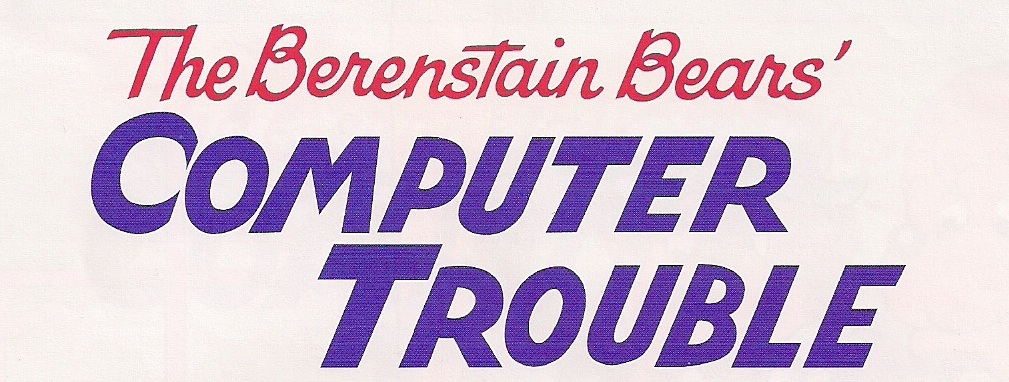 The Berenstain Bears'
COMPUTER
TROUBLE